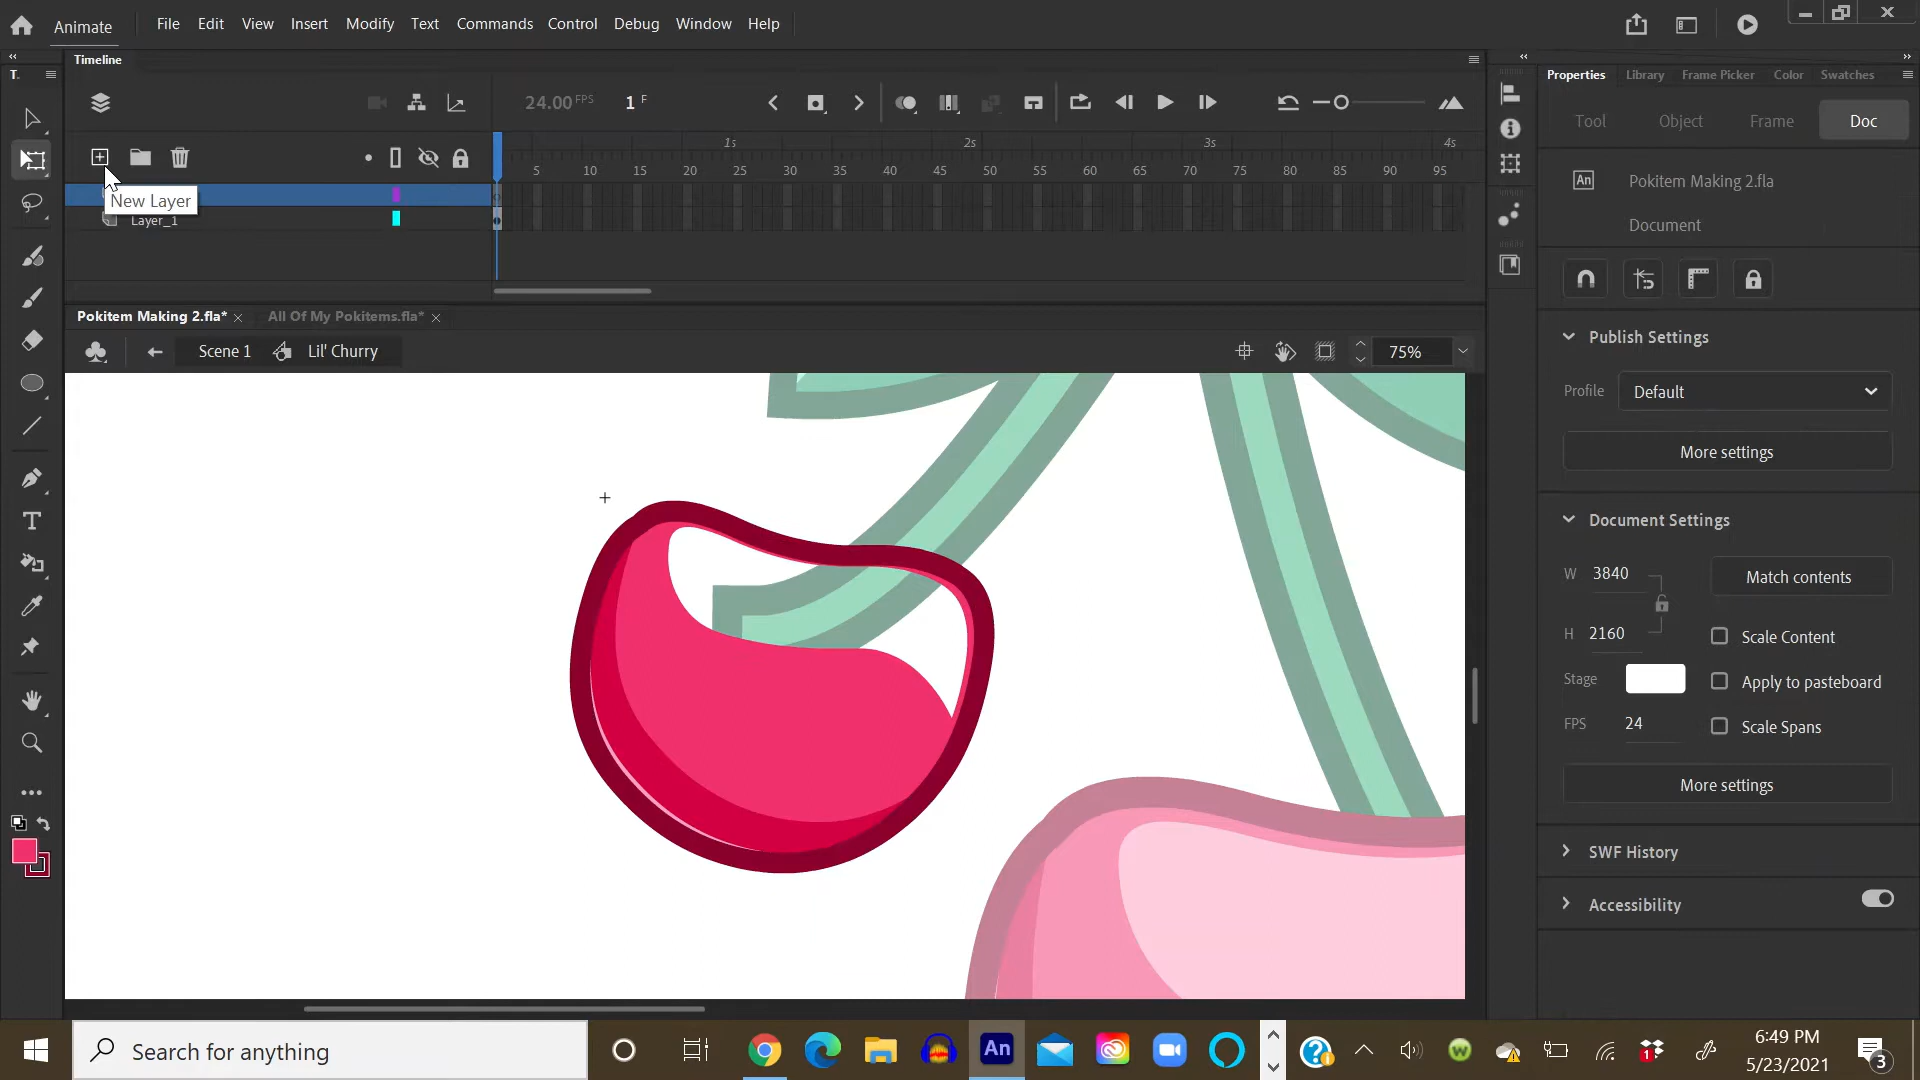 Animate File Edit View Insert Modify Text Commands Control Debug Window Help
Timeline
T.
Properties Library Frame Picker Color Swatches
24.00 FPS 1 F
Tool Object Frame Doc
1s 2s 3s 4s
5 10 15 20 25 30 35 40 45 50 55 60 65 70 75 80 85 90 95
New Layer
Layer_1
An Pokitem Making 2.fla
Document
Pokitem Making 2.fla* All Of My Pokitems.fla*
Scene 1 Lil' Churry 75%
Publish Settings
Profile Default
More settings
Document Settings
W 3840 Match contents
H 2160 Scale Content
Stage Apply to pasteboard
FPS 24 Scale Spans
More settings
SWF History
Accessibility
T
Search for anything
An
6:49 PM
5/23/2021
1
3